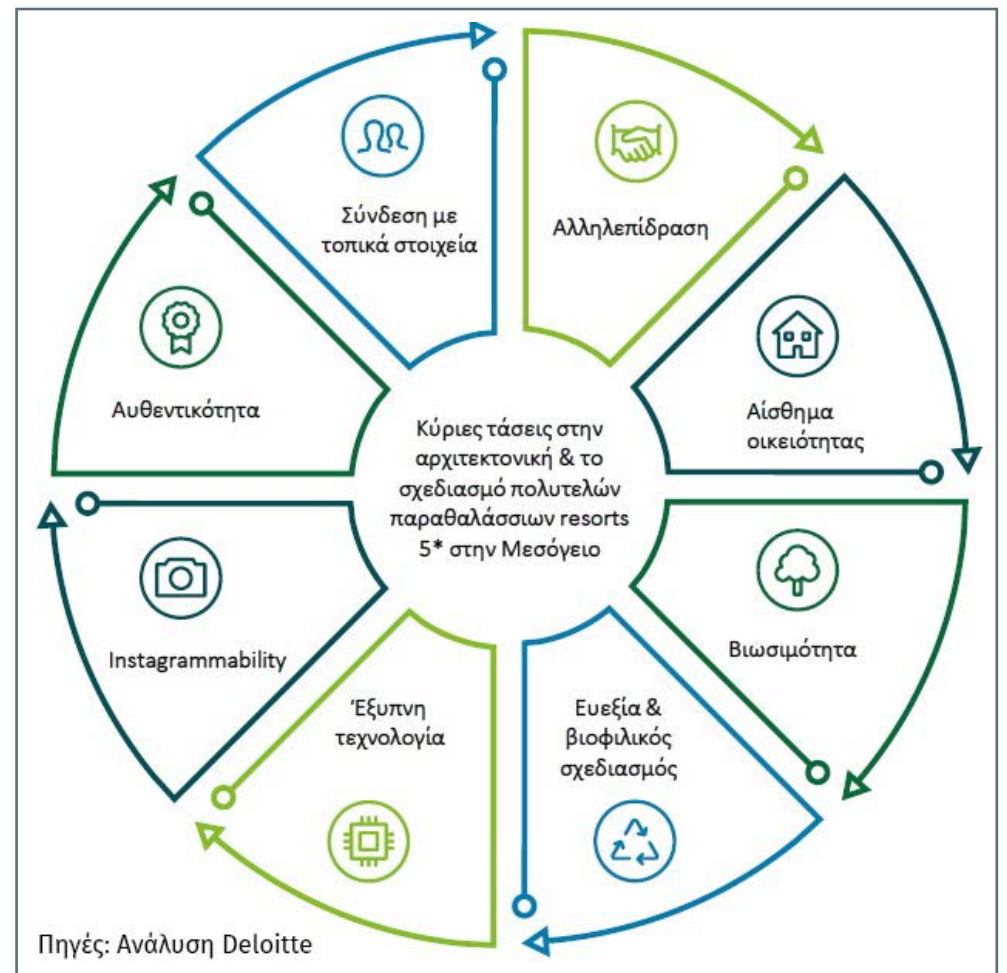 Σύνδεση με
τοπικά στοιχεία
Αλληλεπίδραση
Αυθεντικότητα
Αίσθημα
οικειότητας
Κύριες τάσεις στην
αρχιτεκτονική & το
σχεδιασμό πολυτελών
παραθαλάσσιων resorts
5* στην Μεσόγειο
Instagrammability
Βιωσιμότητα
Έξυπνη
τεχνολογία
Ευεξία &
βιοφιλικός
σχεδιασμός
Πηγές: Ανάλυση Deloitte